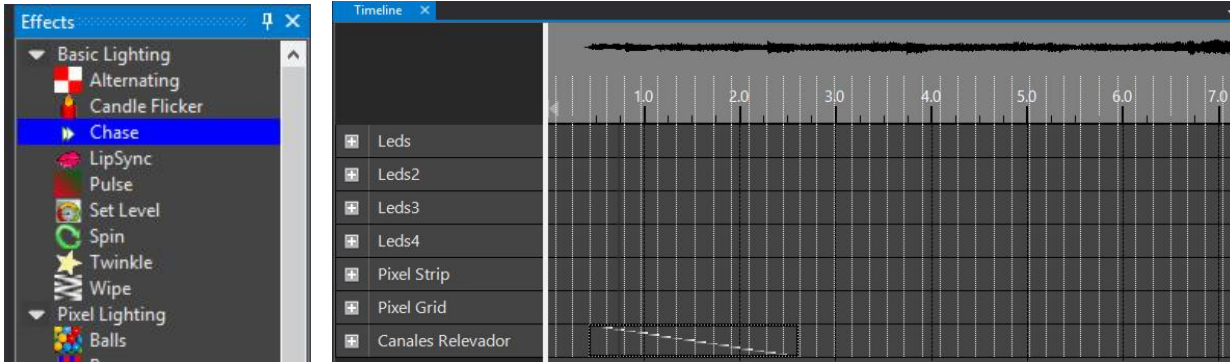 Effects
Basic Lighting
Alternating
Candle Flicker
Chase
LipSync
Pulse
Set Level
Spin
Twinkle
Wipe
Pixel Lighting
Balls
Timeline
1.0 2.0 3.0 4.0 5.0 6.0 7.0
Leds
Leds2
Leds3
Leds4
Pixel Strip
Pixel Grid
Canales Relevador